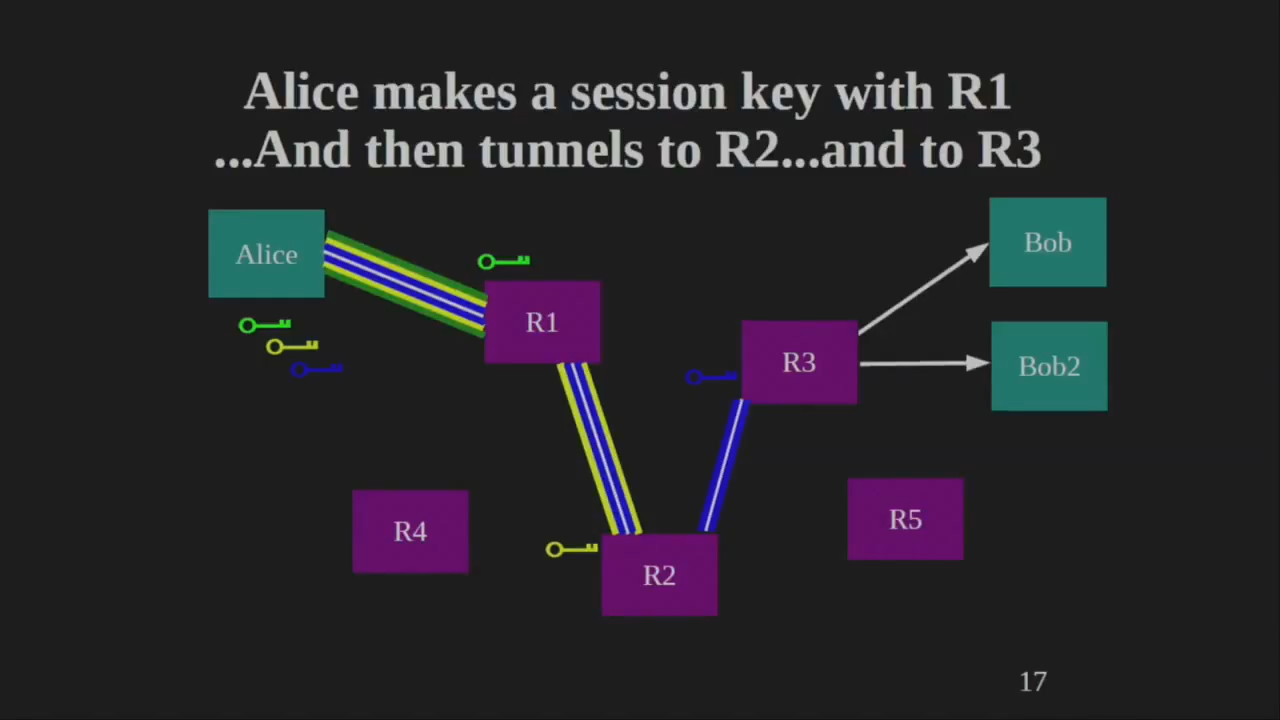 Alice makes a session key with R1
...And then tunnels to R2...and to R3
Alice
Bob
R1
R3
Bob2
R4
R5
R2
17